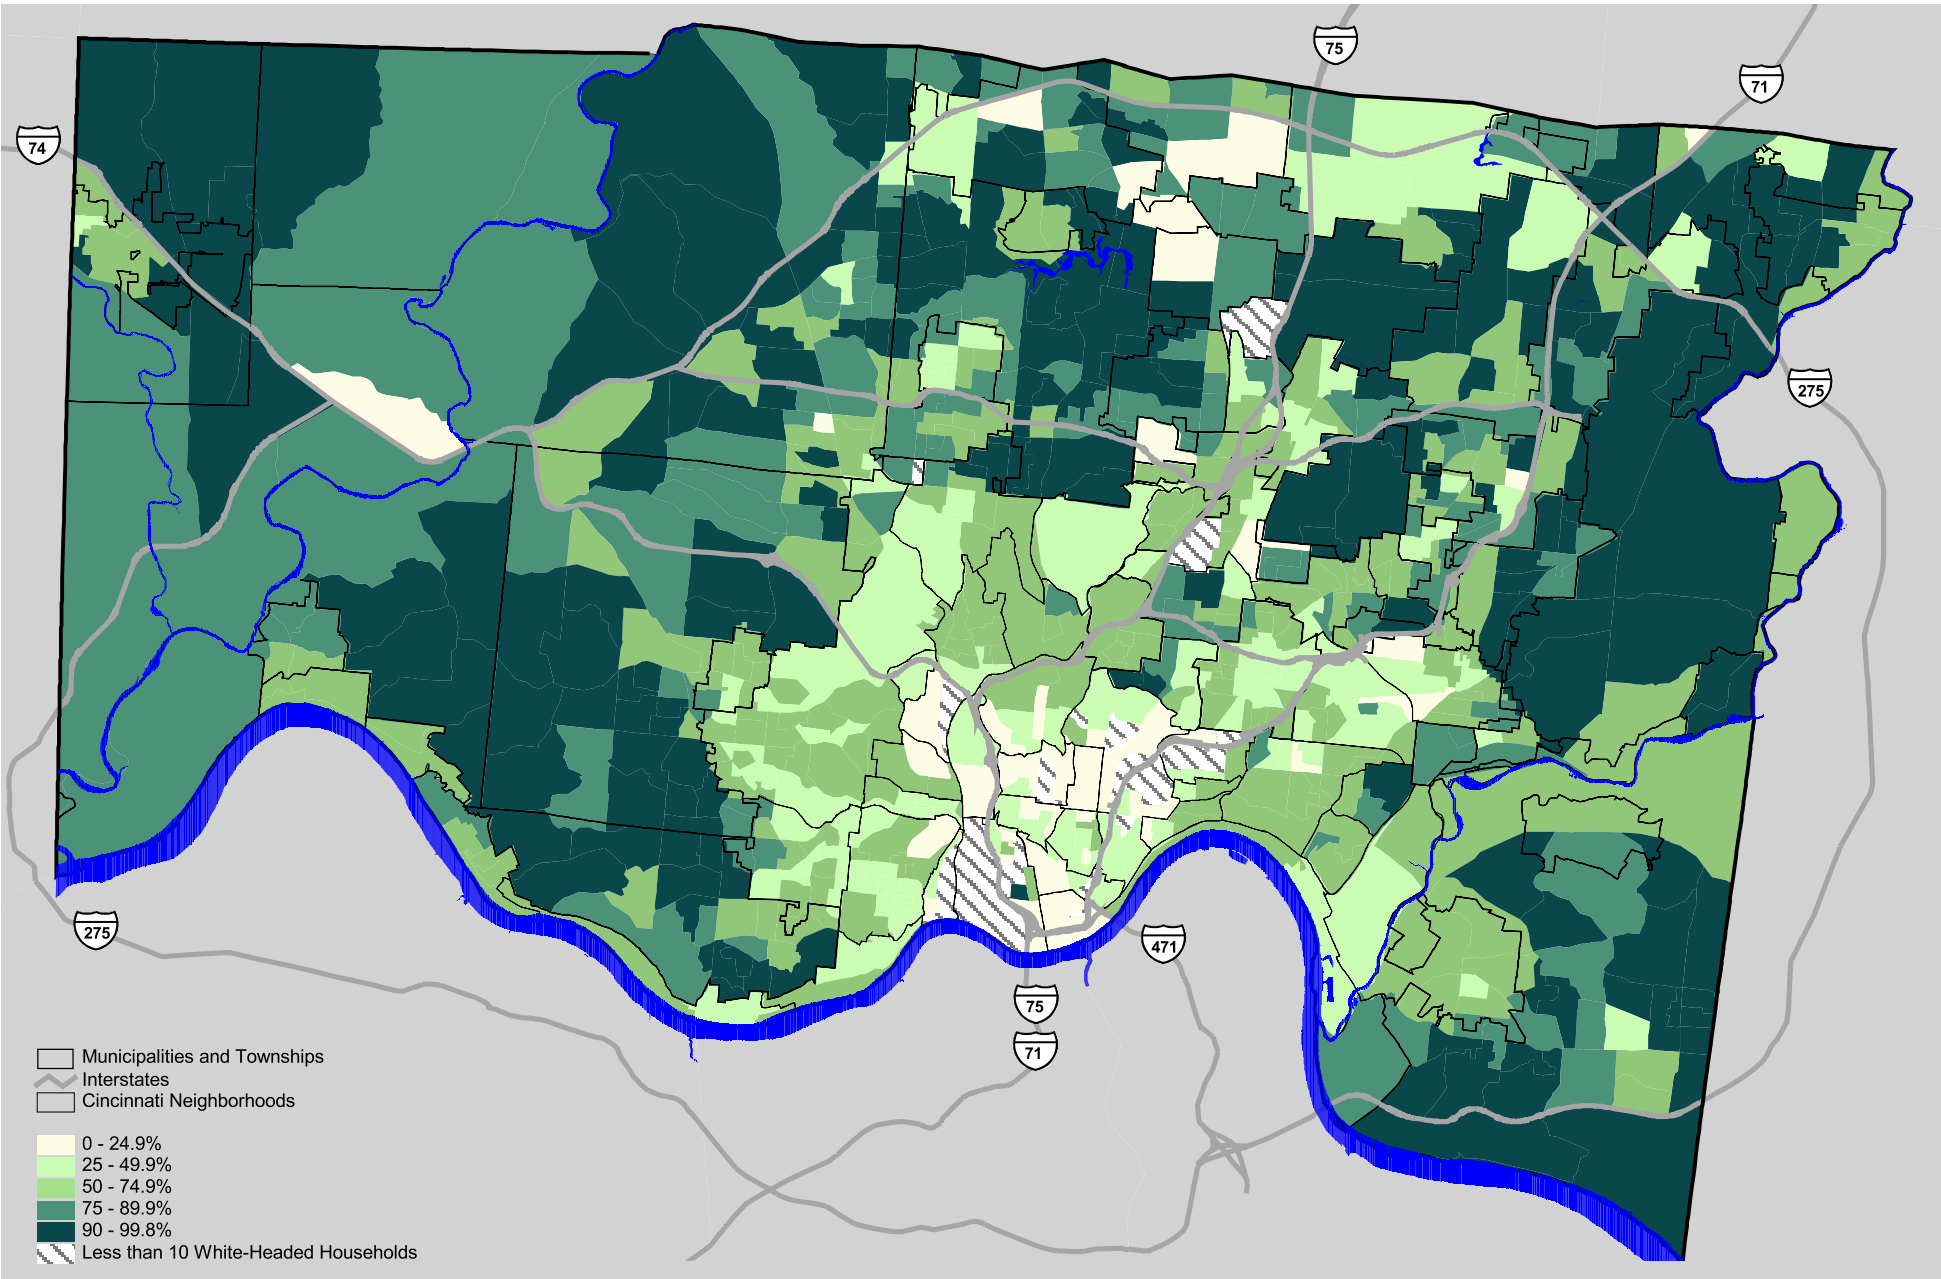 75
71
74
275
275
471
75
71
Municipalities and Townships
Interstates
Cincinnati Neighborhoods
0 - 24.9%
25 - 49.9%
50 - 74.9%
75 - 89.9%
90 - 99.8%
Less than 10 White-Headed Households